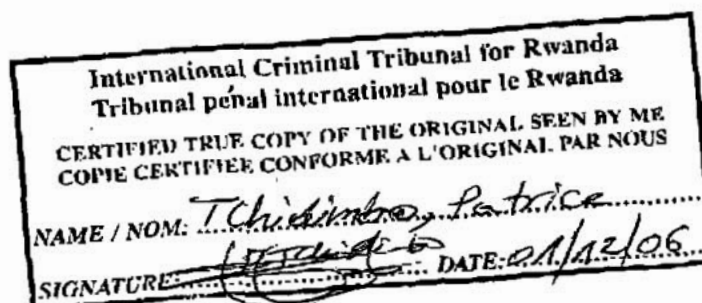 International Criminal Tribunal for Rwanda
Tribunal pénal international pour le Rwanda
CERTIFIED TRUE COPY OF THE ORIGINAL SEEN BY ME
COPIE CERTIFIEE CONFORME A L'ORIGINAL PAR NOUS
NAME / NOM: Tchidimbo, Patrice
SIGNATURE: DATE: 01/12/06